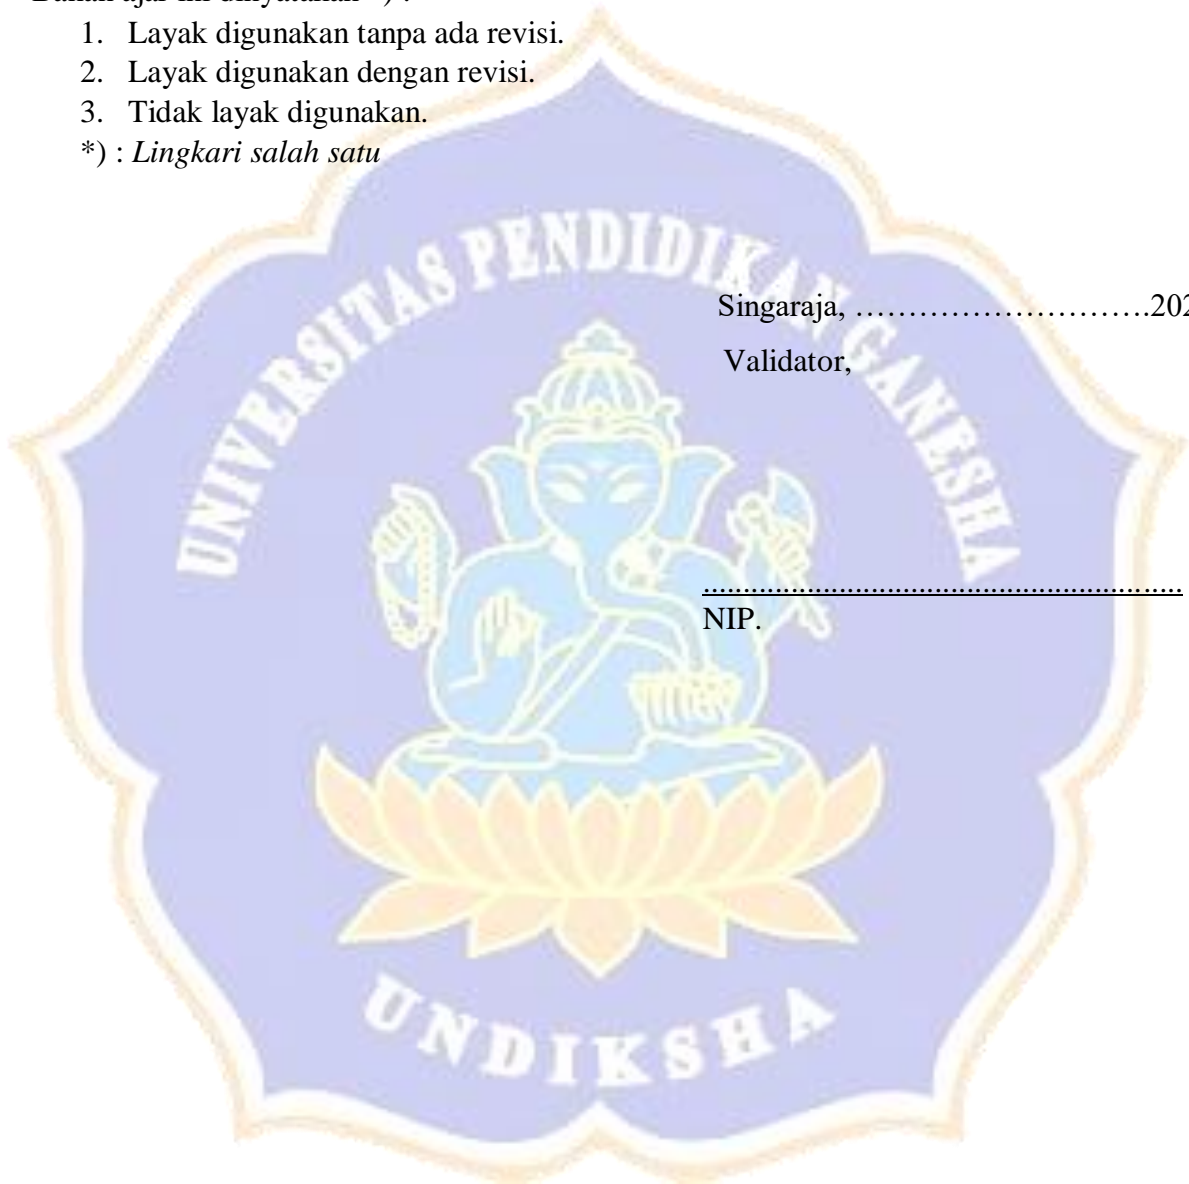 1. Layak digunakan tanpa ada revisi.
2. Layak digunakan dengan revisi.
3. Tidak layak digunakan.
*) : Lingkari salah satu
UNIVERSITAS PENDIDIKAN GANESHA
Singaraja, ……………………….202
Validator,
............................................................
NIP.
UNDIKSHA